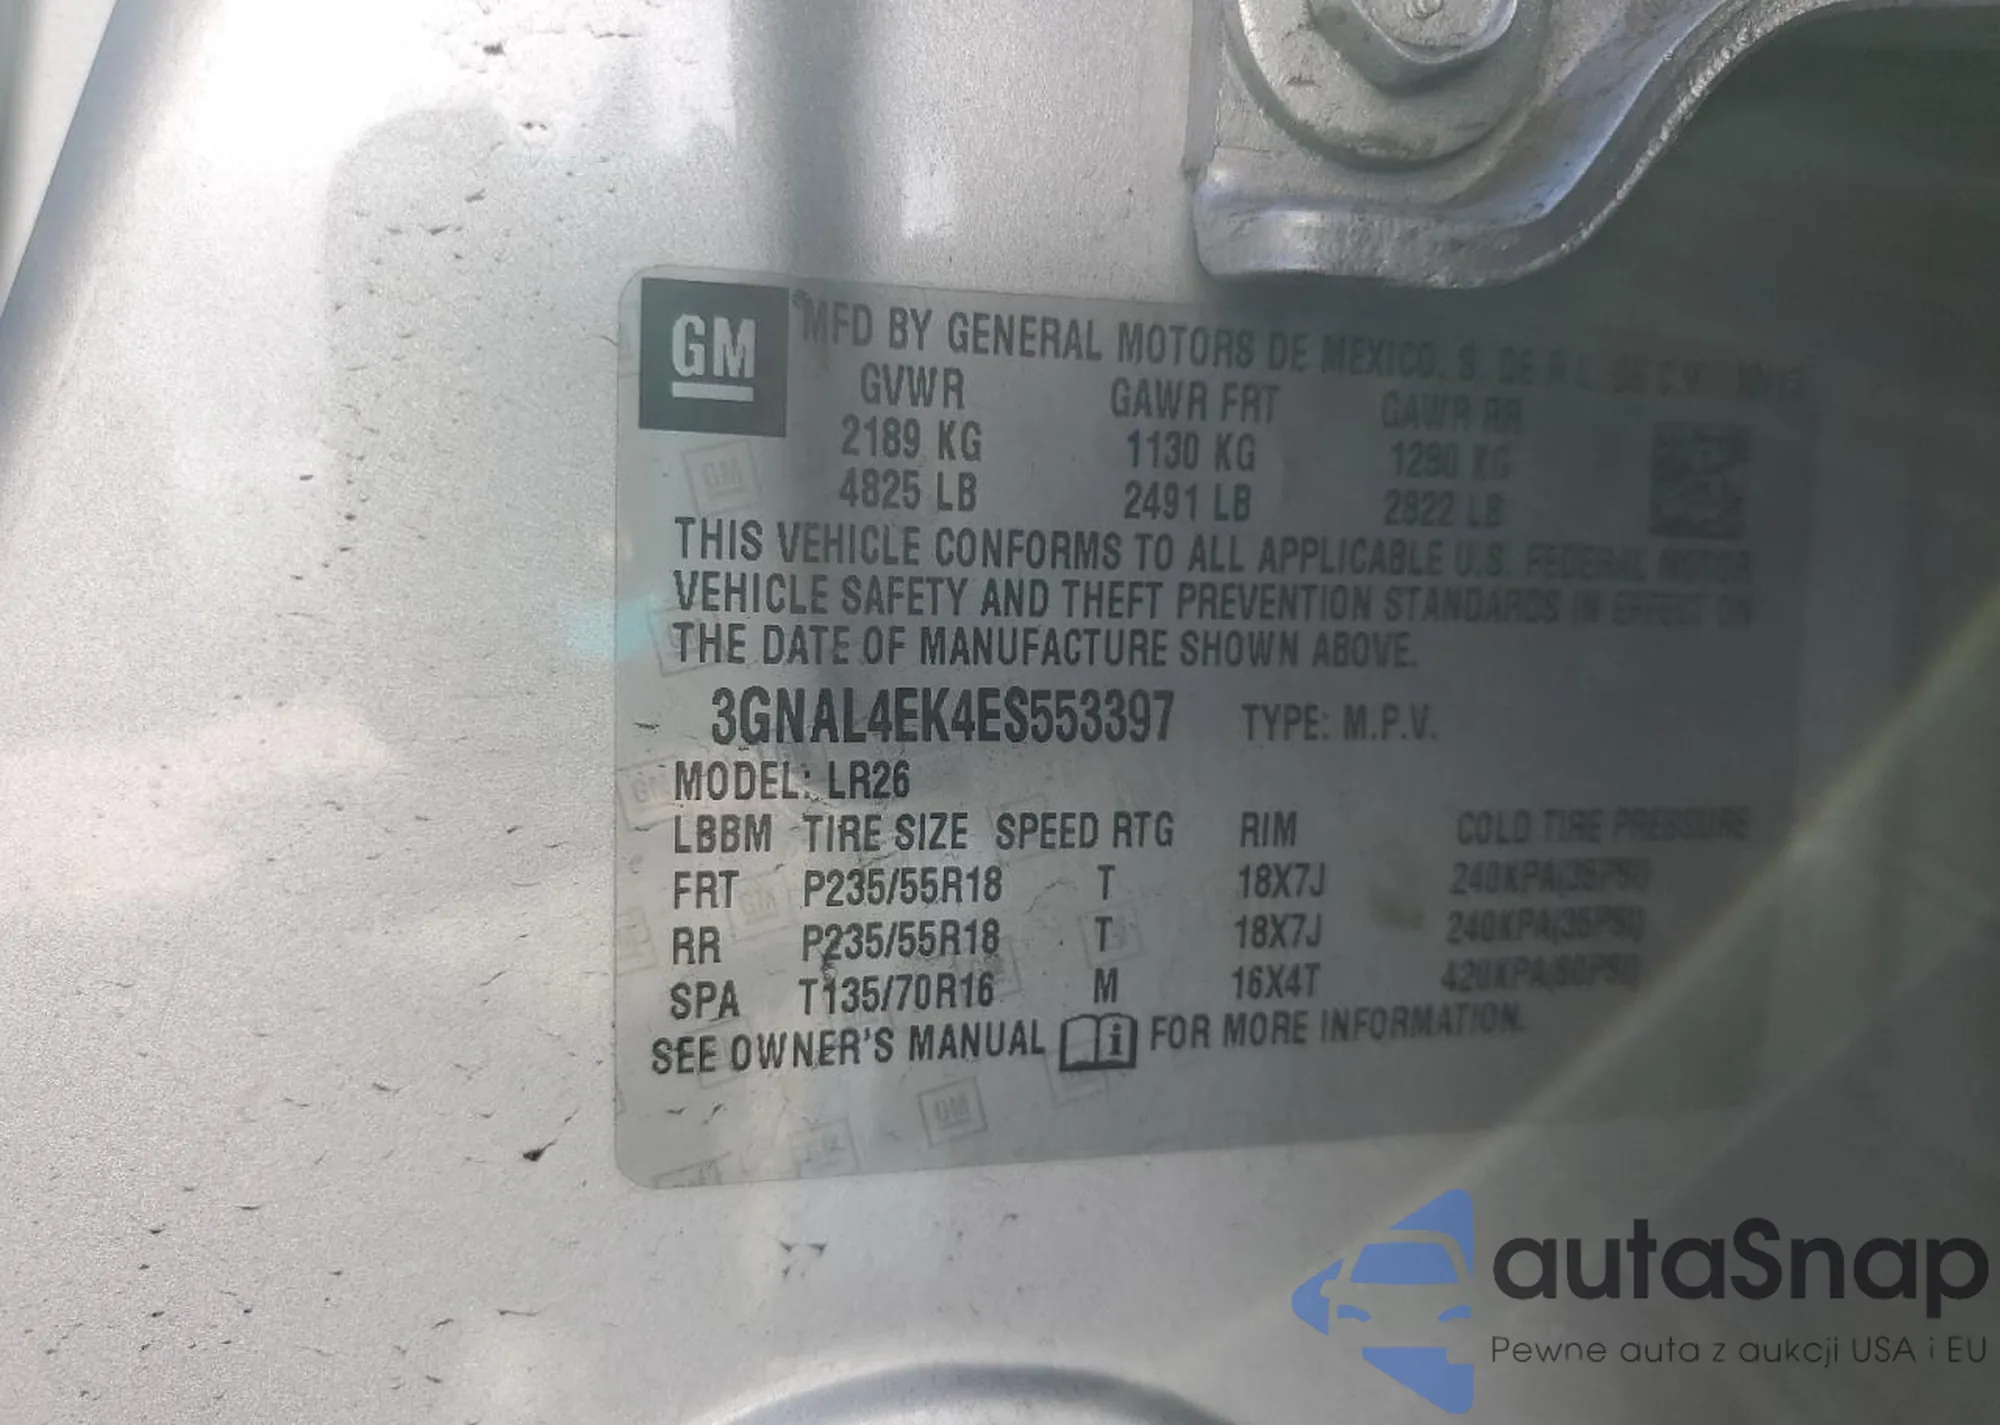 GM
MFD BY GENERAL MOTORS DE MEXICO, S. DE R.L. DE C.V.
GVWR GAWR FRT GAWR RR
2189 KG 1130 KG 1280 KG
4825 LB 2491 LB 2822 LB
THIS VEHICLE CONFORMS TO ALL APPLICABLE U.S. FEDERAL MOTOR
VEHICLE SAFETY AND THEFT PREVENTION STANDARDS IN EFFECT ON
THE DATE OF MANUFACTURE SHOWN ABOVE.
3GNAL4EK4ES553397 TYPE: M.P.V.
MODEL: LR26
LBBM TIRE SIZE SPEED RTG RIM COLD TIRE PRESSURE
FRT P235/55R18 T 18X7J 240KPA(35PSI)
RR P235/55R18 T 18X7J 240KPA(35PSI)
SPA T135/70R16 M 16X4T 420KPA(60PSI)
SEE OWNER'S MANUAL i FOR MORE INFORMATION.
autaSnap
Pewne auta z aukcji USA i EU